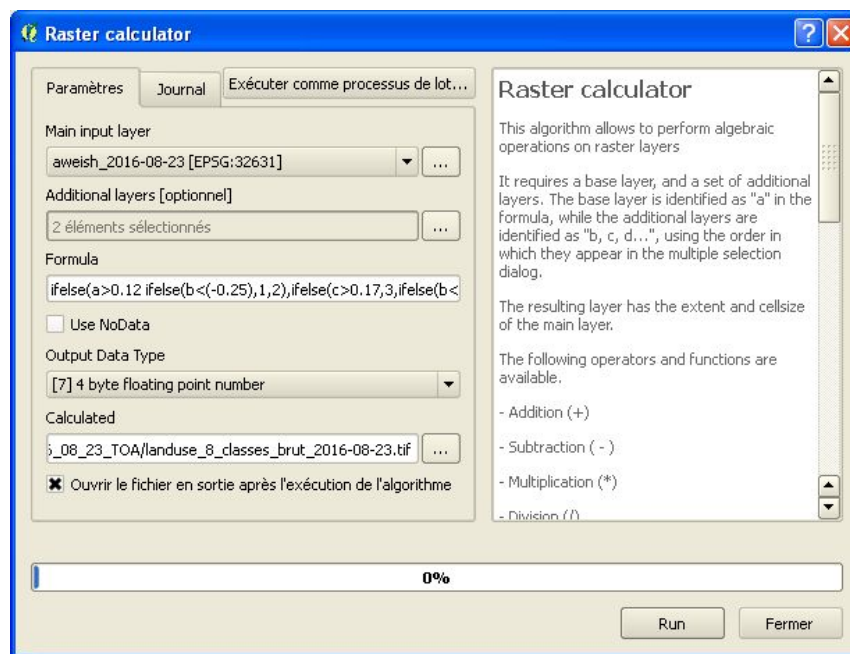 Raster calculator
Paramètres
Journal
Exécuter comme processus de lot...
Main input layer
aweish_2016-08-23 [EPSG:32631]
...
Additional layers [optionnel]
2 éléments sélectionnés
...
Formula
ifelse(a>0.12 ifelse(b<(-0.25),1,2),ifelse(c>0.17,3,ifelse(b<
Use NoData
Output Data Type
[7] 4 byte floating point number
Calculated
_08_23_TOA/landuse_8_classes_brut_2016-08-23.tif
...
Ouvrir le fichier en sortie après l'exécution de l'algorithme
Raster calculator
This algorithm allows to perform algebraic
operations on raster layers
It requires a base layer, and a set of additional
layers. The base layer is identified as "a" in the
formula, while the additional layers are
identified as "b, c, d...", using the order in
which they appear in the multiple selection
dialog.
The resulting layer has the extent and cellsize
of the main layer.
The following operators and functions are
available.
- Addition (+)
- Subtraction ( - )
- Multiplication (*)
- Division (/)
0%
Run
Fermer